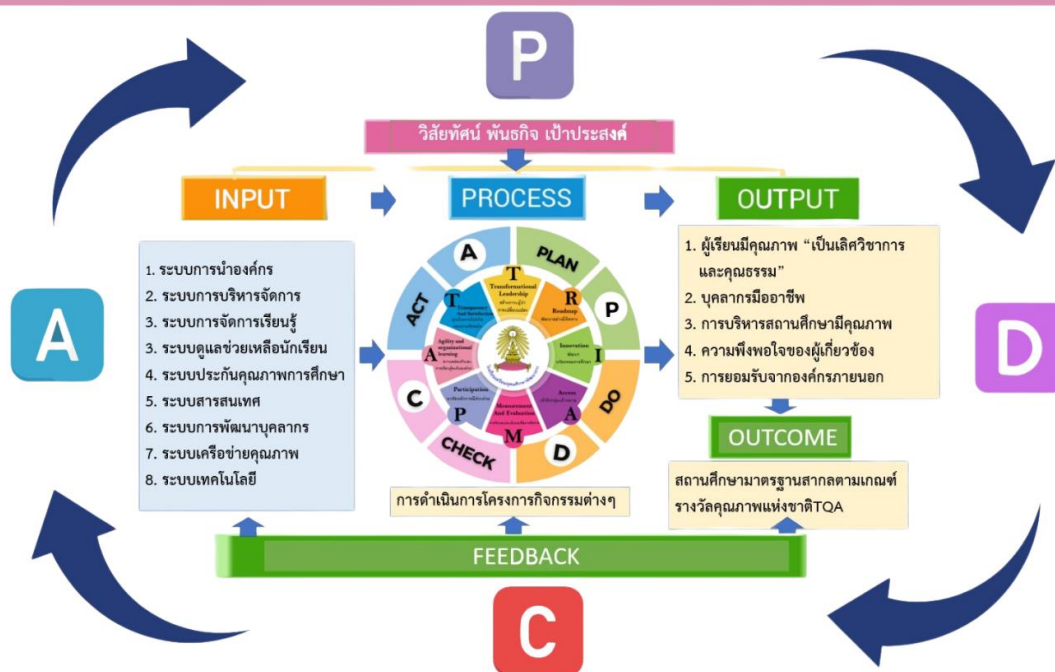 P
วิสัยทัศน์ พันธกิจ เป้าประสงค์
INPUT
PROCESS
OUTPUT
1. ระบบการนำองค์กร
2. ระบบการบริหารจัดการ
3. ระบบการจัดการเรียนรู้
3. ระบบดูแลช่วยเหลือนักเรียน
4. ระบบประกันคุณภาพการศึกษา
5. ระบบสารสนเทศ
6. ระบบการพัฒนาบุคลากร
7. ระบบเครือข่ายคุณภาพ
8. ระบบเทคโนโลยี
PLAN
P
DO
D
CHECK
C
ACT
A
T
Transformational
Leadership
R
Roadmap
I
Innovation
A
Access
M
Measurement
And Evaluation
P
Participation
A
Agility and
organizational
learning
T
Transparency
And Satisfaction
การดำเนินการโครงการกิจกรรมต่างๆ
1. ผู้เรียนมีคุณภาพ “เป็นเลิศวิชาการ
และคุณธรรม”
2. บุคลากรมืออาชีพ
3. การบริหารสถานศึกษามีคุณภาพ
4. ความพึงพอใจของผู้เกี่ยวข้อง
5. การยอมรับจากองค์กรภายนอก
OUTCOME
สถานศึกษามาตรฐานสากลตามเกณฑ์
รางวัลคุณภาพแห่งชาติTQA
FEEDBACK
A
D
C